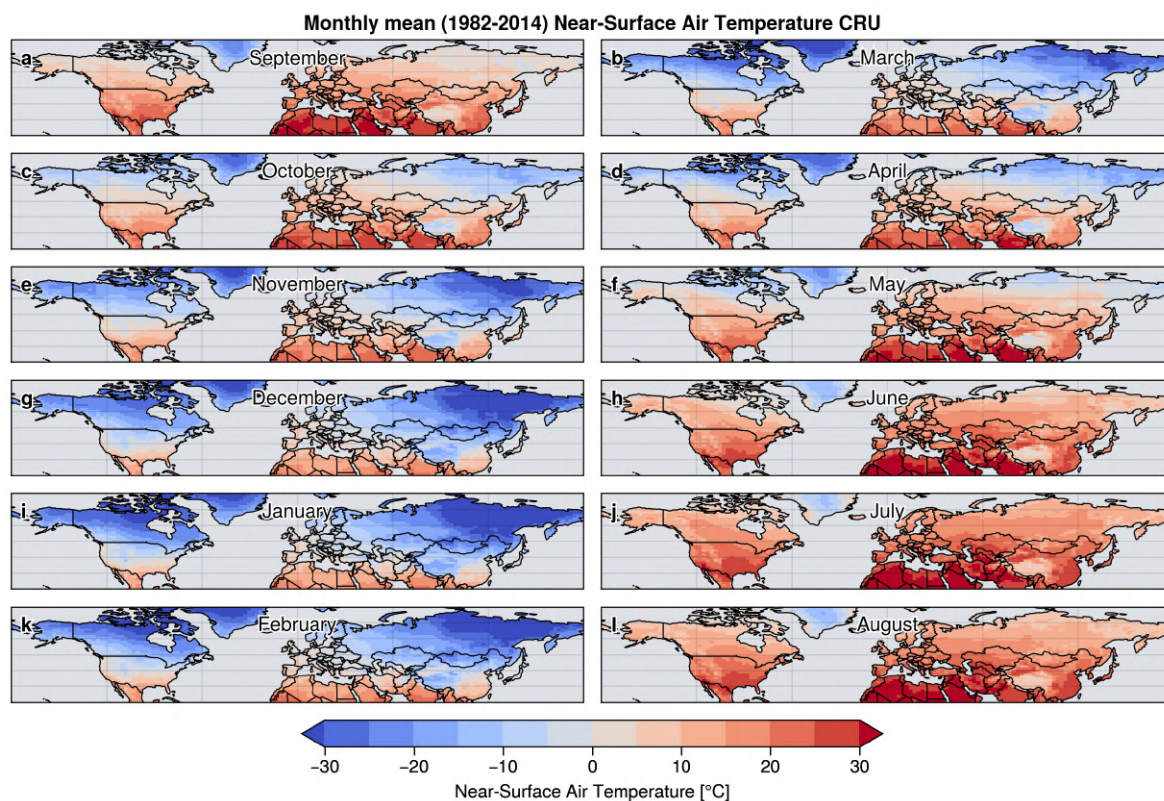 Monthly mean (1982-2014) Near-Surface Air Temperature CRU
a September
b March
c October
d April
e November
f May
g December
h June
i January
j July
k February
l August
−30 −20 −10 0 10 20 30
Near-Surface Air Temperature [°C]